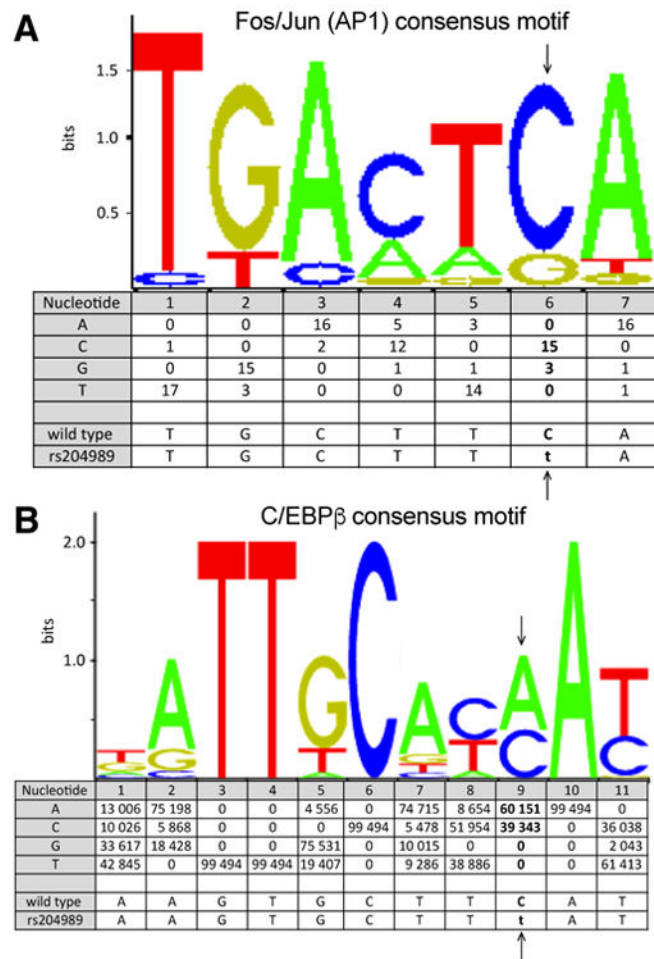 A
Fos/Jun (AP1) consensus motif
bits
1.5
1.0
0.5
T G A C T C A
C T C A A G T
G G G
Nucleotide 1 2 3 4 5 6 7
A 0 0 16 5 3 0 16
C 1 0 2 12 0 15 0
G 0 15 0 1 1 3 1
T 17 3 0 0 14 0 1
wild type T G C T T C A
rs204989 T G C T T t A
B
C/EBPβ consensus motif
bits
2.0
1.0
T A T T G C A C A A T
G G T G T C C
A C A T A G
Nucleotide 1 2 3 4 5 6 7 8 9 10 11
A 13 006 75 198 0 0 4 556 0 74 715 8 654 60 151 99 494 0
C 10 026 5 868 0 0 0 99 494 5 478 51 954 39 343 0 36 038
G 33 617 18 428 0 0 75 531 0 10 015 0 0 0 2 043
T 42 845 0 99 494 99 494 19 407 0 9 286 38 886 0 0 61 413
wild type A A G T G C T T C A T
rs204989 A A G T G C T T t A T